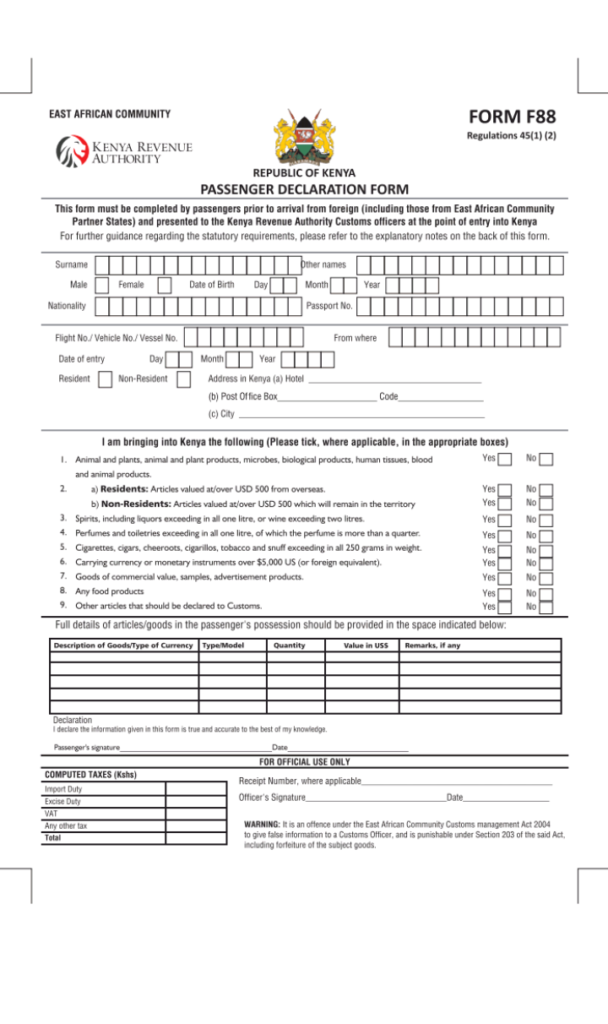 EAST AFRICAN COMMUNITY
FORM F88
Regulations 45(1) (2)
KENYA REVENUE
AUTHORITY
REPUBLIC OF KENYA
PASSENGER DECLARATION FORM
This form must be completed by passengers prior to arrival from foreign (including those from East African Community
Partner States) and presented to the Kenya Revenue Authority Customs officers at the point of entry into Kenya
For further guidance regarding the statutory requirements, please refer to the explanatory notes on the back of this form.
Surname Other names
Male Female Date of Birth Day Month Year
Nationality Passport No.
Flight No./ Vehicle No./ Vessel No. From where
Date of entry Day Month Year
Resident Non-Resident Address in Kenya (a) Hotel
(b) Post Office Box Code
(c) City
I am bringing into Kenya the following (Please tick, where applicable, in the appropriate boxes)
1. Animal and plants, animal and plant products, microbes, biological products, human tissues, blood Yes No
and animal products.
2. a) Residents: Articles valued at/over USD 500 from overseas. Yes No
b) Non-Residents: Articles valued at/over USD 500 which will remain in the territory Yes No
3. Spirits, including liquors exceeding in all one litre, or wine exceeding two litres. Yes No
4. Perfumes and toiletries exceeding in all one litre, of which the perfume is more than a quarter. Yes No
5. Cigarettes, cigars, cheeroots, cigarillos, tobacco and snuff exceeding in all 250 grams in weight. Yes No
6. Carrying currency or monetary instruments over $5,000 US (or foreign equivalent). Yes No
7. Goods of commercial value, samples, advertisement products. Yes No
8. Any food products Yes No
9. Other articles that should be declared to Customs. Yes No
Full details of articles/goods in the passenger's possession should be provided in the space indicated below:
Description of Goods/Type of Currency Type/Model Quantity Value in US$ Remarks, if any
Declaration
I declare the information given in this form is true and accurate to the best of my knowledge.
Passenger's signature Date
FOR OFFICIAL USE ONLY
COMPUTED TAXES (Kshs)
Receipt Number, where applicable
Import Duty
Officer's Signature Date
Excise Duty
VAT
Any other tax
Total
WARNING: It is an offence under the East African Community Customs management Act 2004
to give false information to a Customs Officer, and is punishable under Section 203 of the said Act,
including forfeiture of the subject goods.